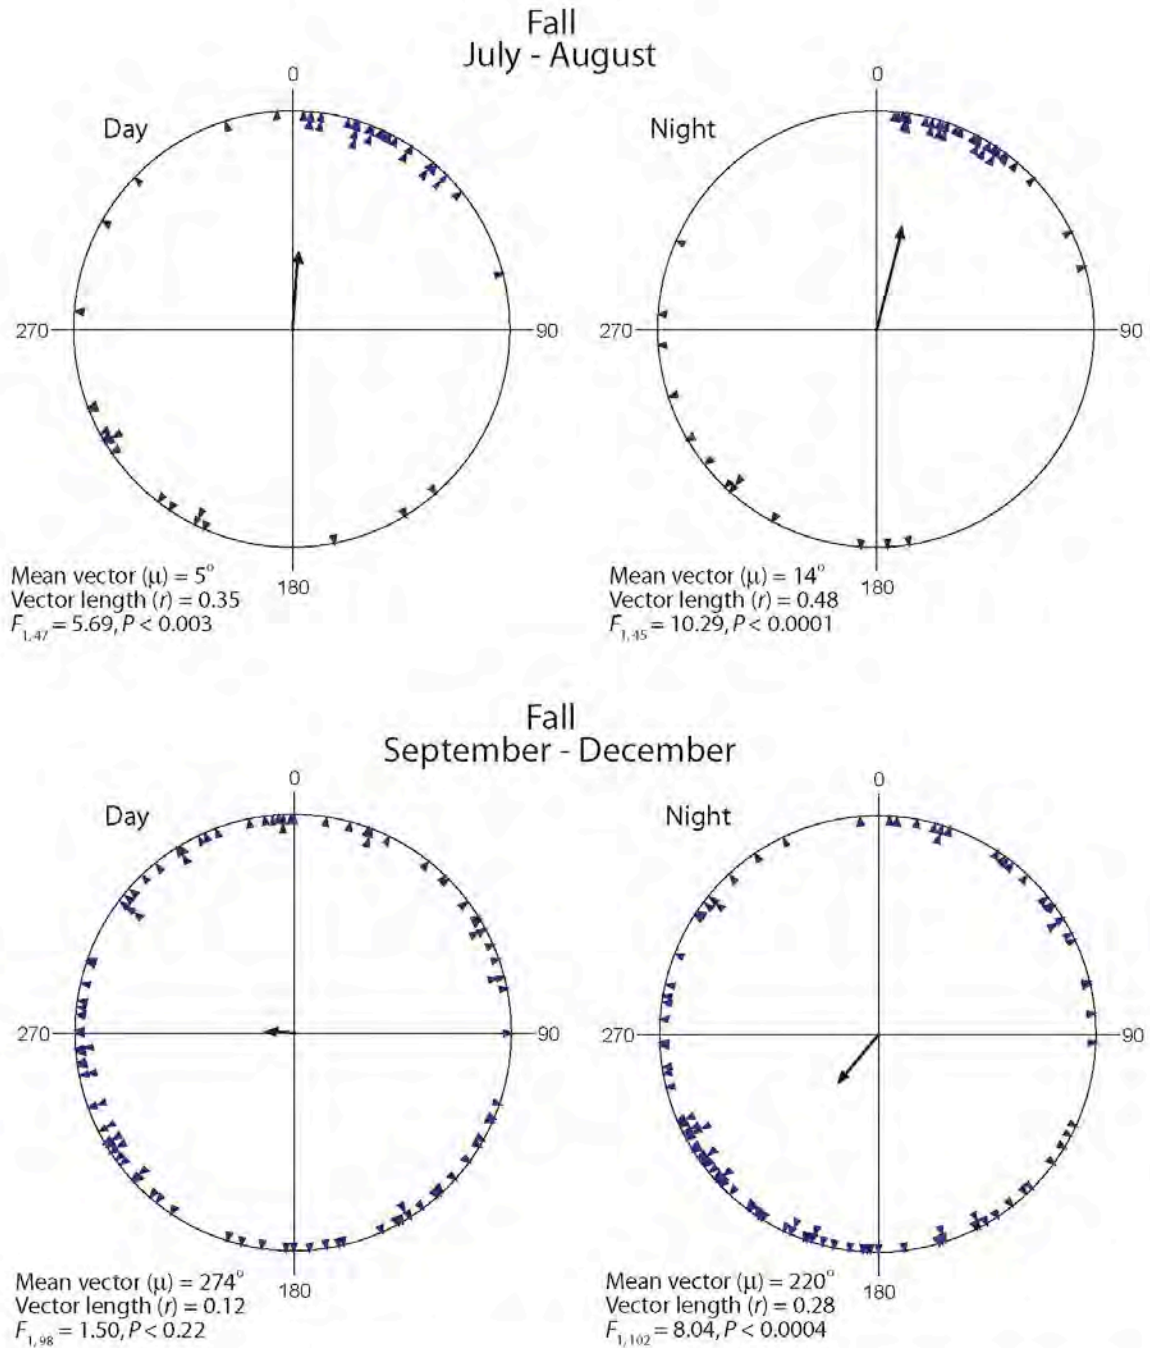 Fall
July - August
0
Day
270
90
180
Mean vector (μ) = 5°
Vector length (r) = 0.35
F1,47 = 5.69, P < 0.003
0
Night
270
90
180
Mean vector (μ) = 14°
Vector length (r) = 0.48
F1,45 = 10.29, P < 0.0001
Fall
September - December
0
Day
270
90
180
Mean vector (μ) = 274°
Vector length (r) = 0.12
F1,98 = 1.50, P < 0.22
0
Night
270
90
180
Mean vector (μ) = 220°
Vector length (r) = 0.28
F1,102 = 8.04, P < 0.0004